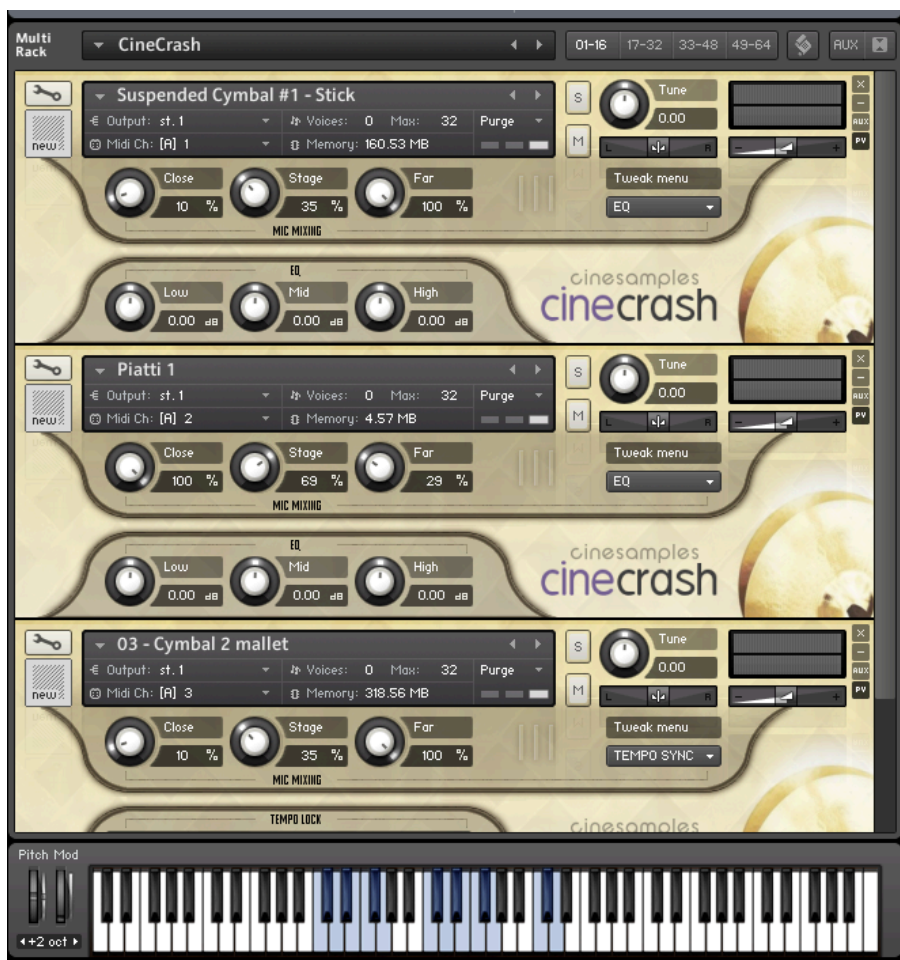 Multi Rack
CineCrash
01-16 17-32 33-48 49-64
AUX
Suspended Cymbal #1 - Stick
Output: st.1 Voices: 0 Max: 32 Purge
Midi Ch: [A] 1 Memory: 160.53 MB
new
S
M
Tune
0.00
L R
- +
×
-
AUX
PV
Close Stage Far
10 % 35 % 100 %
MIC MIXING
Tweak menu
EQ
EQ
Low Mid High
0.00 dB 0.00 dB 0.00 dB
cinesamples
cinecrash
Piatti 1
Output: st.1 Voices: 0 Max: 32 Purge
Midi Ch: [A] 2 Memory: 4.57 MB
new
S
M
Tune
0.00
L R
- +
×
-
AUX
PV
Close Stage Far
100 % 69 % 29 %
MIC MIXING
Tweak menu
EQ
EQ
Low Mid High
0.00 dB 0.00 dB 0.00 dB
cinesamples
cinecrash
03 - Cymbal 2 mallet
Output: st.1 Voices: 0 Max: 32 Purge
Midi Ch: [A] 3 Memory: 318.56 MB
new
S
M
Tune
0.00
L R
- +
×
-
AUX
PV
Close Stage Far
10 % 35 % 100 %
MIC MIXING
Tweak menu
TEMPO SYNC
TEMPO LOCK
cinesamples
Pitch Mod
+2 oct